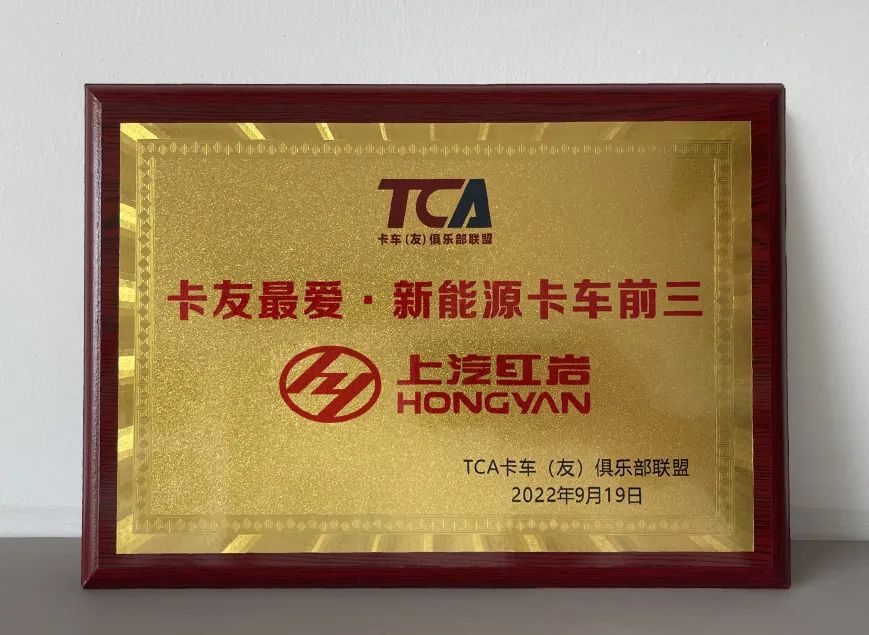 TCA
卡车(友)俱乐部联盟
卡友最爱·新能源卡车前三
上汽红岩
HONGYAN
TCA卡车（友）俱乐部联盟
2022年9月19日